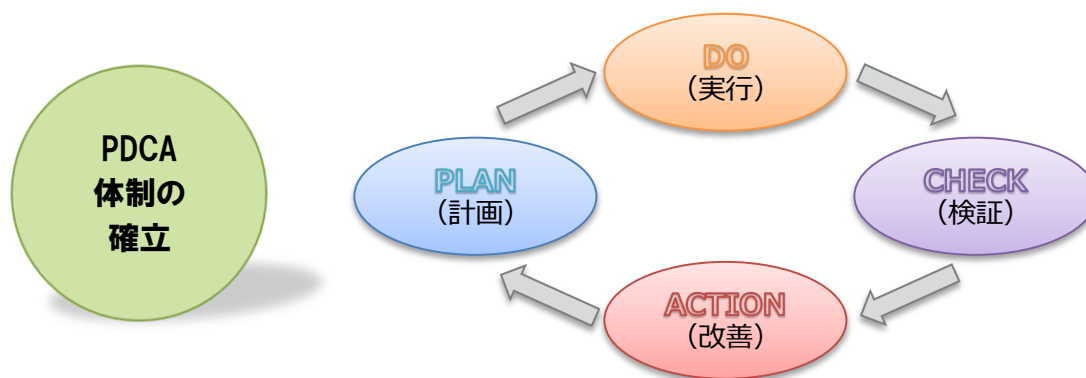 PDCA
体制の
確立
DO
（実行）
PLAN
（計画）
CHECK
（検証）
ACTION
（改善）